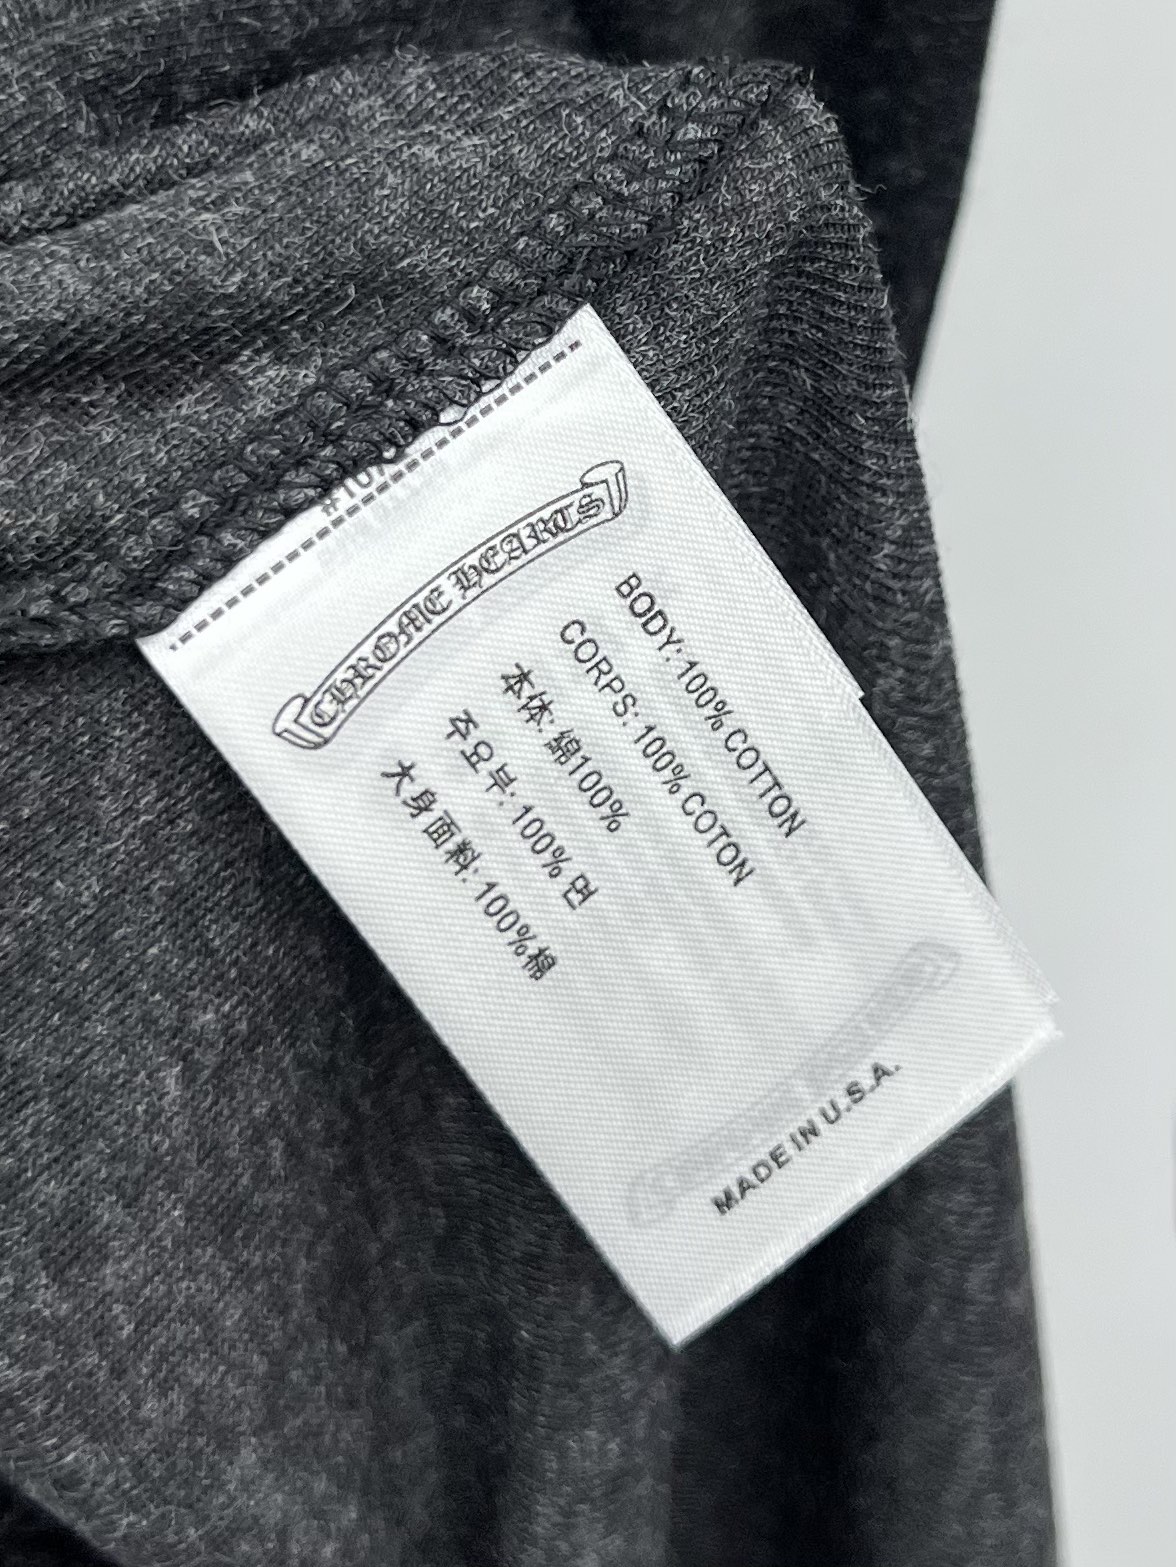 CHROME HEARTS
BODY: 100% COTTON
CORPS: 100% COTON
本体: 綿100%
주요부: 100% 면
大身面料: 100%棉
MADE IN U.S.A.